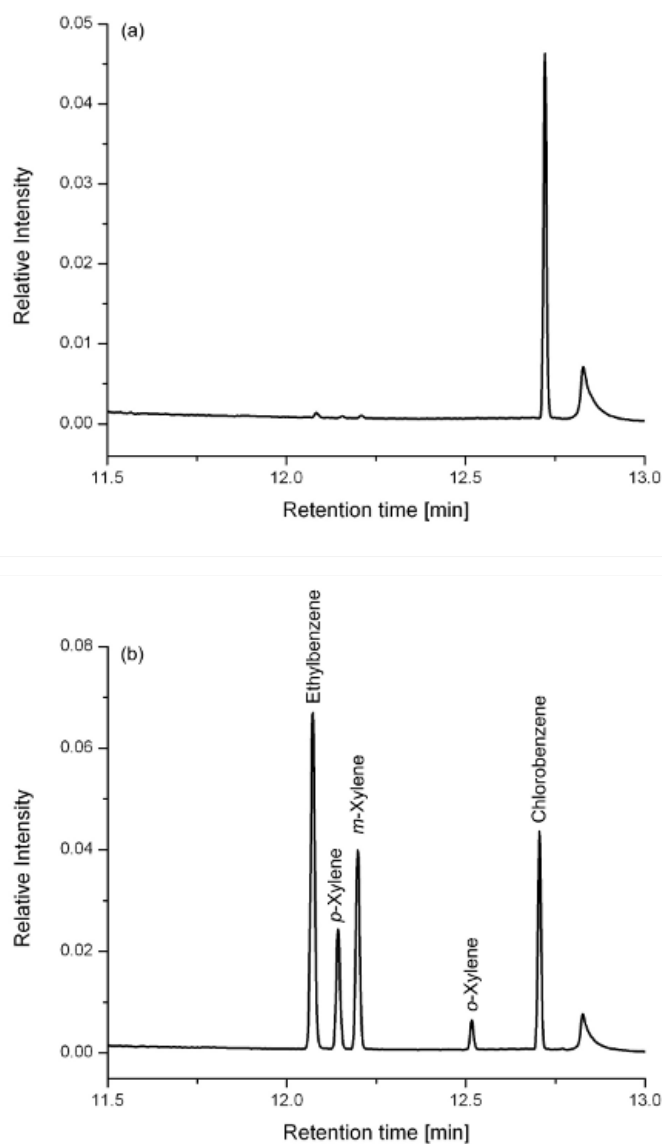 (a)
0.05
0.04
0.03
0.02
0.01
0.00
Relative Intensity
11.5 12.0 12.5 13.0
Retention time [min]
(b)
0.08
0.06
0.04
0.02
0.00
Relative Intensity
Ethylbenzene
p-Xylene
m-Xylene
o-Xylene
Chlorobenzene
11.5 12.0 12.5 13.0
Retention time [min]